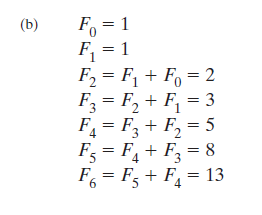 (b) F₀ = 1
F₁ = 1
F₂ = F₁ + F₀ = 2
F₃ = F₂ + F₁ = 3
F₄ = F₃ + F₂ = 5
F₅ = F₄ + F₃ = 8
F₆ = F₅ + F₄ = 13